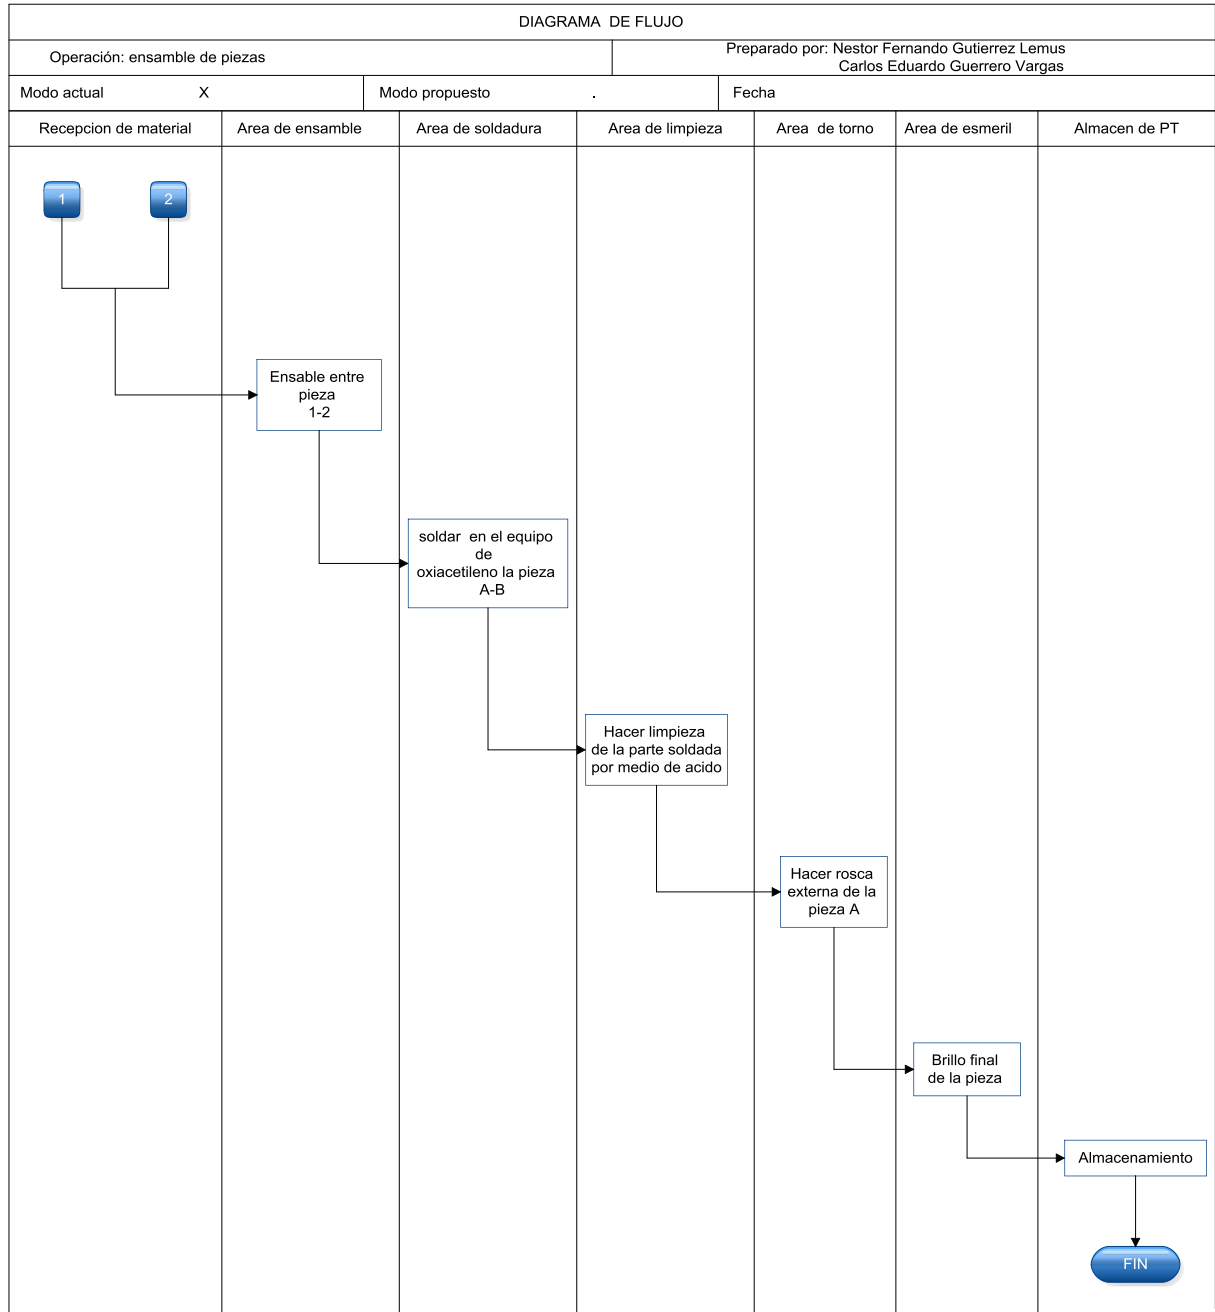 DIAGRAMA  DE FLUJO
Operación: ensamble de piezas
Preparado por: Nestor Fernando Gutierrez Lemus
Carlos Eduardo Guerrero Vargas
Modo actual X
Modo propuesto .
Fecha
Recepcion de material
Area de ensamble
Area de soldadura
Area de limpieza
Area  de torno
Area de esmeril
Almacen de PT
1
2
Ensable entre
pieza
1-2
soldar  en el equipo
de
oxiacetileno la pieza
A-B
Hacer limpieza
de la parte soldada
por medio de acido
Hacer rosca
externa de la
pieza A
Brillo final
de la pieza
Almacenamiento
FIN